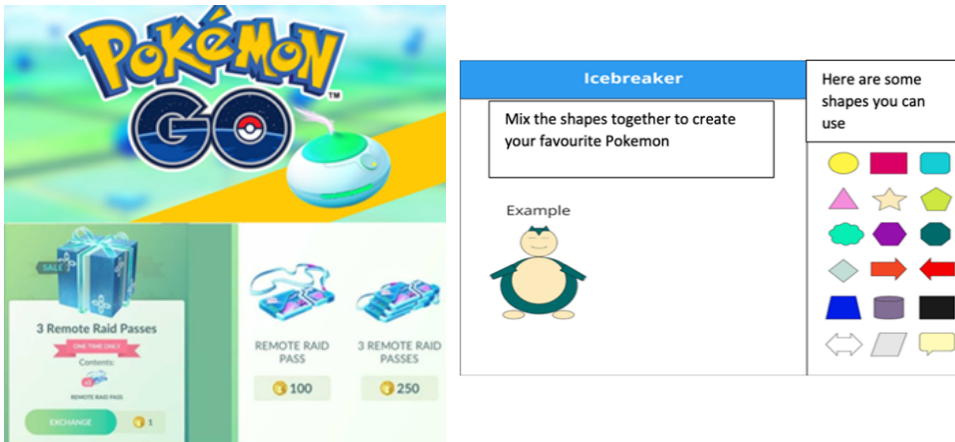 POKÉMON
GO™
SALE
3 Remote Raid Passes
ONE TIME ONLY
Contents:
x3
REMOTE RAID PASS
EXCHANGE
1
REMOTE RAID
PASS
100
3 REMOTE RAID
PASSES
250
Icebreaker
Mix the shapes together to create
your favourite Pokemon
Example
Here are some
shapes you can
use